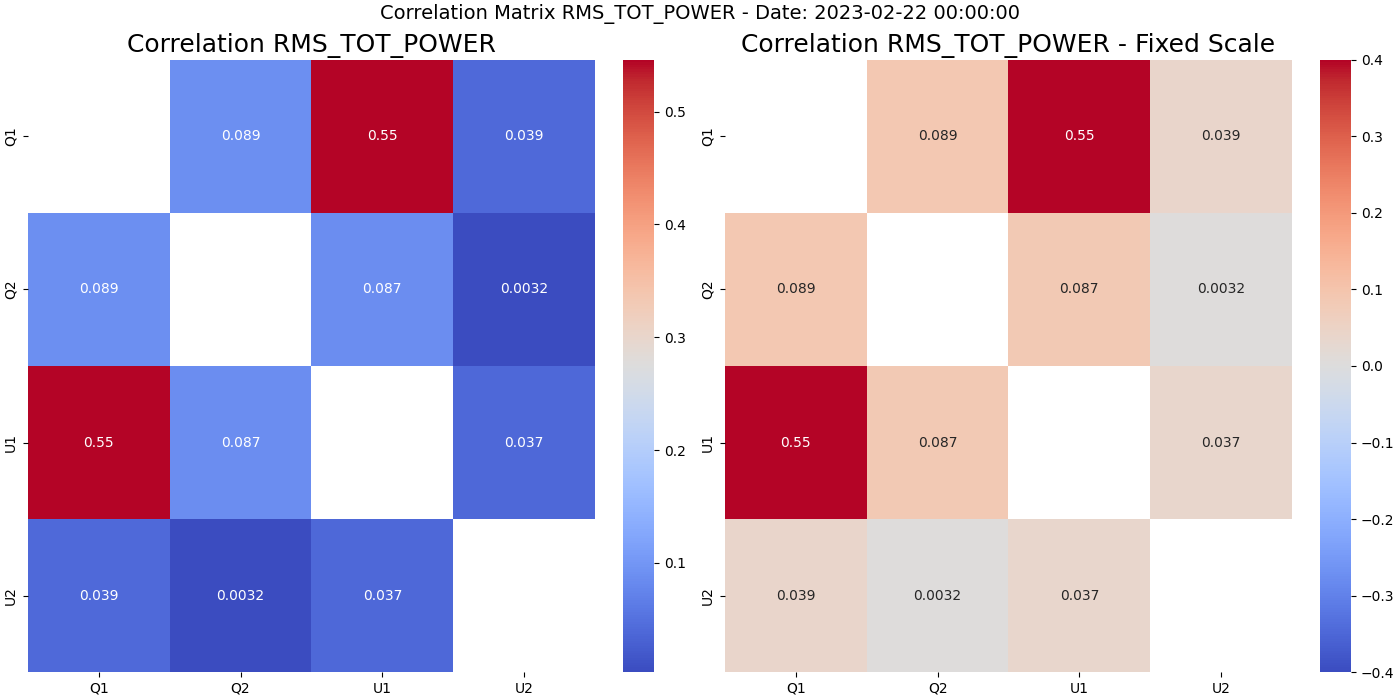 Correlation Matrix RMS_TOT_POWER - Date: 2023-02-22 00:00:00
Correlation RMS_TOT_POWER
Q1
0.089
0.55
0.039
Q2
0.089
0.087
0.0032
U1
0.55
0.087
0.037
U2
0.039
0.0032
0.037
Q1
Q2
U1
U2
0.5
0.4
0.3
0.2
0.1
Correlation RMS_TOT_POWER - Fixed Scale
Q1
0.089
0.55
0.039
Q2
0.089
0.087
0.0032
U1
0.55
0.087
0.037
U2
0.039
0.0032
0.037
Q1
Q2
U1
U2
0.4
0.3
0.2
0.1
0.0
−0.1
−0.2
−0.3
−0.4